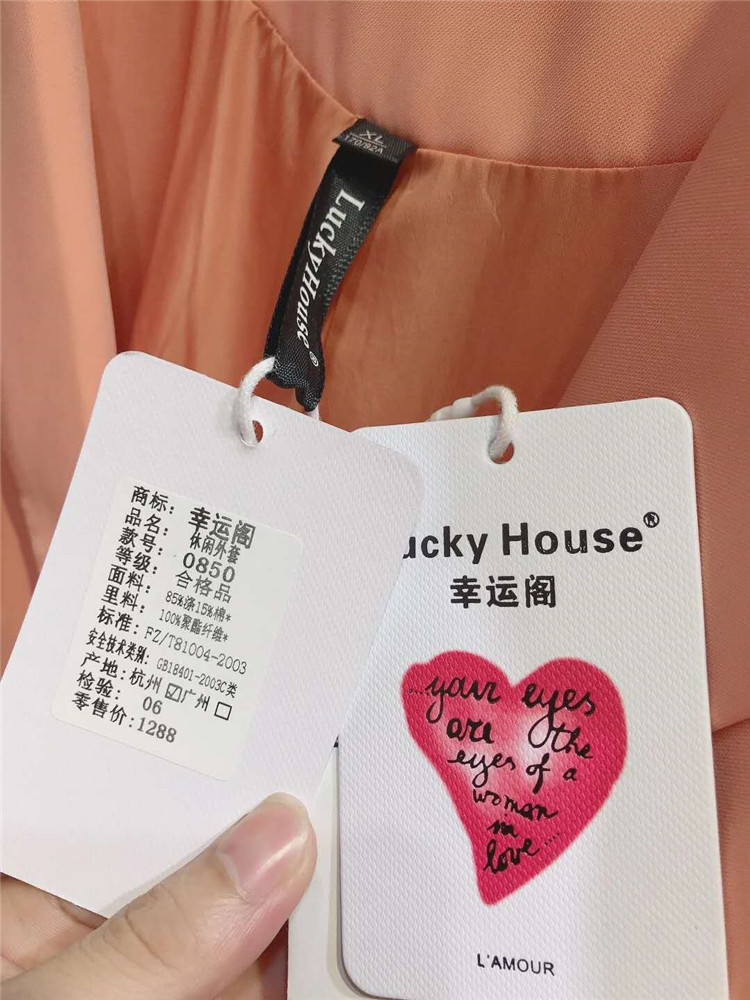 XL
170/92A
LuckyHouse®
商标: 幸运阁
品名: 休闲外套
款号: 0850
等级: 合格品
面料: 85%涤15%棉*
里料: 100%聚酯纤维*
标准: FZ/T81004-2003
安全技术类别: GB18401-2003C类
产地: 杭州☑广州☐
检验: 06
零售价:1288
ucky House®
幸运阁
...your eyes
are the
eyes of a
woman
in
love....
L'AMOUR